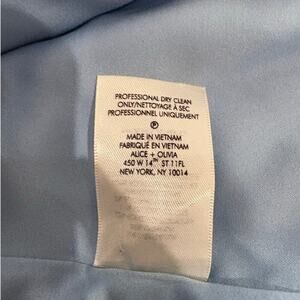 PROFESSIONAL DRY CLEAN
ONLY/NETTOYAGE À SEC
PROFESSIONNEL UNIQUEMENT
P
MADE IN VIETNAM
FABRIQUÉ EN VIETNAM
ALICE + OLIVIA
450 W 14TH ST 11FL
NEW YORK, NY 10014